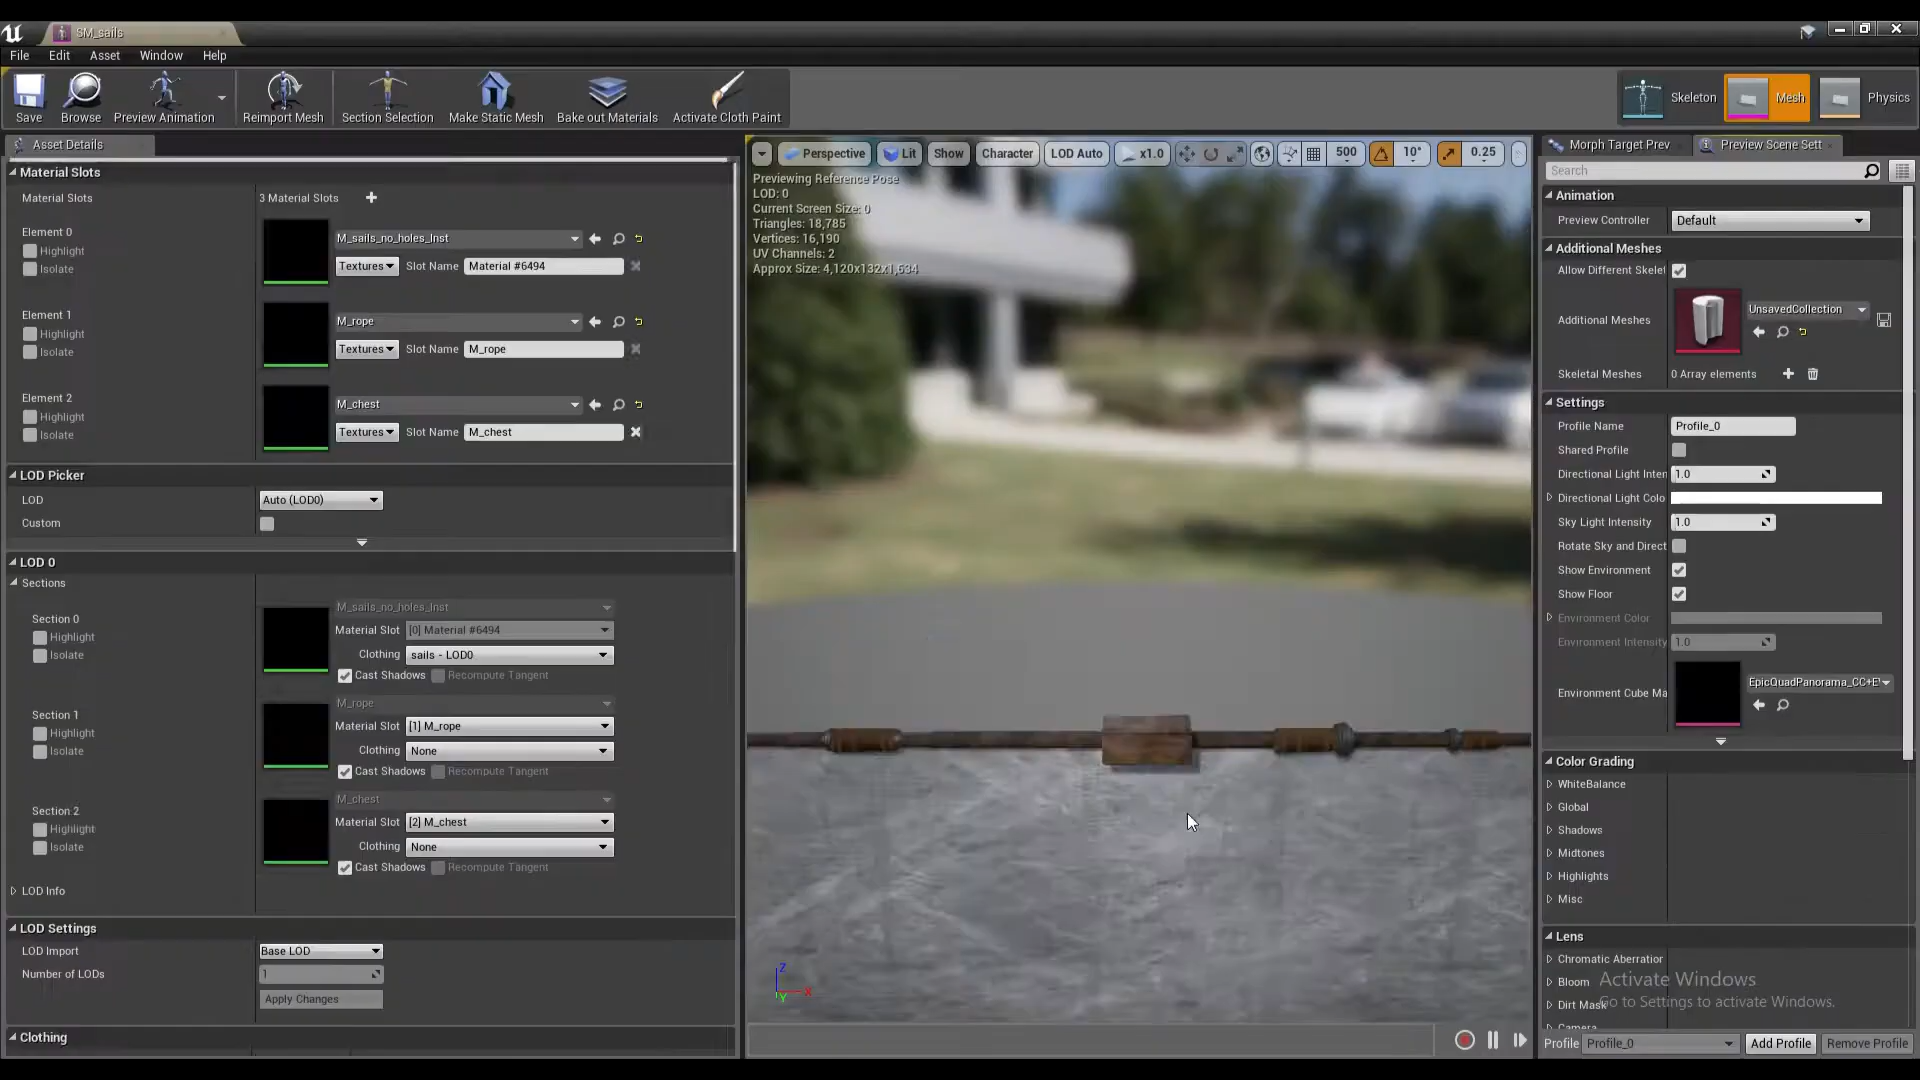 SM_sails
File Edit Asset Window Help
Save Browse Preview Animation Reimport Mesh Section Selection Make Static Mesh Bake out Materials Activate Cloth Paint
Skeleton Mesh Physics
Asset Details
Material Slots
Material Slots 3 Material Slots
Element 0
Highlight
Isolate
M_sails_no_holes_Inst
Textures Slot Name Material #6494
Element 1
Highlight
Isolate
M_rope
Textures Slot Name M_rope
Element 2
Highlight
Isolate
M_chest
Textures Slot Name M_chest
LOD Picker
LOD Auto (LOD0)
Custom
LOD 0
Sections
Section 0
Highlight
Isolate
M_sails_no_holes_Inst
Material Slot [0] Material #6494
Clothing sails - LOD0
Cast Shadows Recompute Tangent
Section 1
Highlight
Isolate
M_rope
Material Slot [1] M_rope
Clothing None
Cast Shadows Recompute Tangent
Section 2
Highlight
Isolate
M_chest
Material Slot [2] M_chest
Clothing None
Cast Shadows Recompute Tangent
LOD Info
LOD Settings
LOD Import Base LOD
Number of LODs 1
Apply Changes
Clothing
Perspective Lit Show Character LOD Auto x1.0 500 10° 0.25
Previewing Reference Pose
LOD: 0
Current Screen Size: 0
Triangles: 18,785
Vertices: 16,190
UV Channels: 2
Approx Size: 4,120x132x1,634
Z
X
Y
Morph Target Prev Preview Scene Sett
Search
Animation
Preview Controller Default
Additional Meshes
Allow Different Skelet
Additional Meshes UnsavedCollection
Skeletal Meshes 0 Array elements
Settings
Profile Name Profile_0
Shared Profile
Directional Light Inten 1.0
Directional Light Colo
Sky Light Intensity 1.0
Rotate Sky and Direct
Show Environment
Show Floor
Environment Color
Environment Intensity 1.0
Environment Cube Ma EpicQuadPanorama_CC+E
Color Grading
WhiteBalance
Global
Shadows
Midtones
Highlights
Misc
Lens
Chromatic Aberration
Bloom
Dirt Mask
Camera
Activate Windows
Go to Settings to activate Windows.
Profile Profile_0 Add Profile Remove Profile